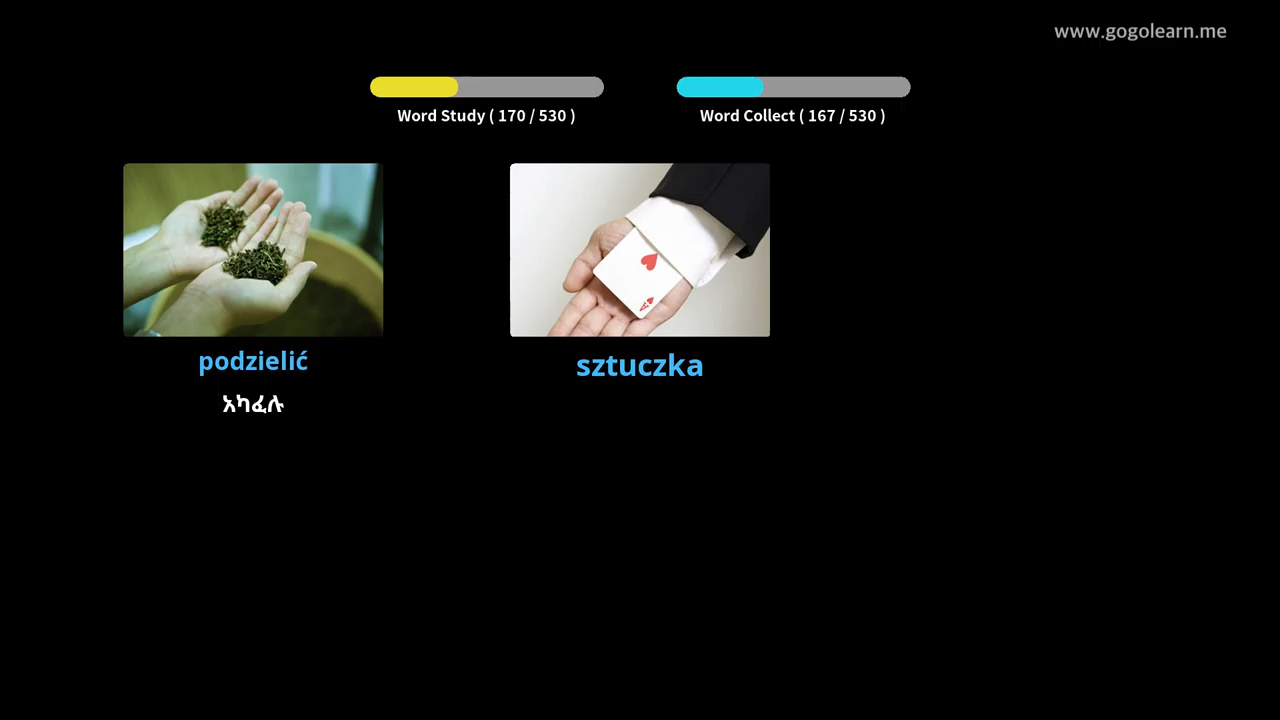 www.gogolearn.me
Word Study ( 170 / 530 )
Word Collect ( 167 / 530 )
podzielić
አካፈሉ
sztuczka